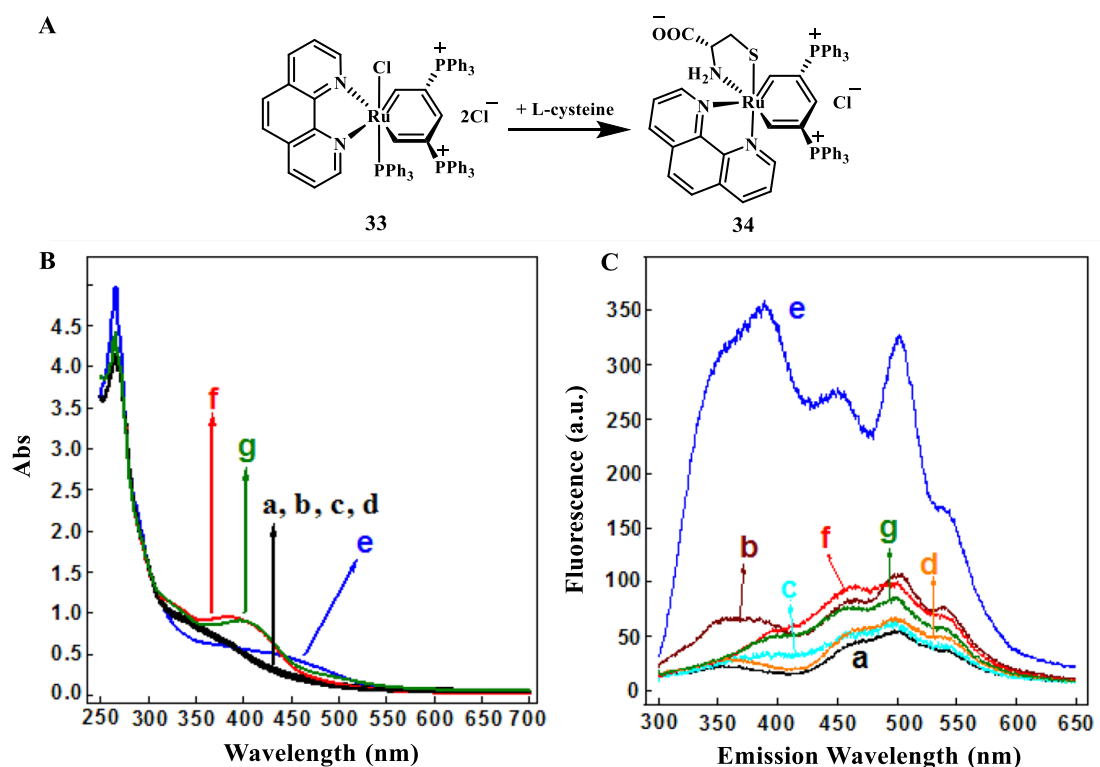 A
Cl
N
N
Ru
PPh3
+
PPh3
+
PPh3
2Cl−
33
+ L-cysteine
−
OOC
H2N
S
N
N
Ru
+
PPh3
+
PPh3
Cl−
34
B
Abs
4.5
4.0
3.5
3.0
2.5
2.0
1.5
1.0
0.5
0.0
f
g
a, b, c, d
e
250 300 350 400 450 500 550 600 650 700
Wavelength (nm)
C
Fluorescence (a.u.)
350
300
250
200
150
100
50
0
e
b
c
f
a
g
d
300 350 400 450 500 550 600 650
Emission Wavelength (nm)